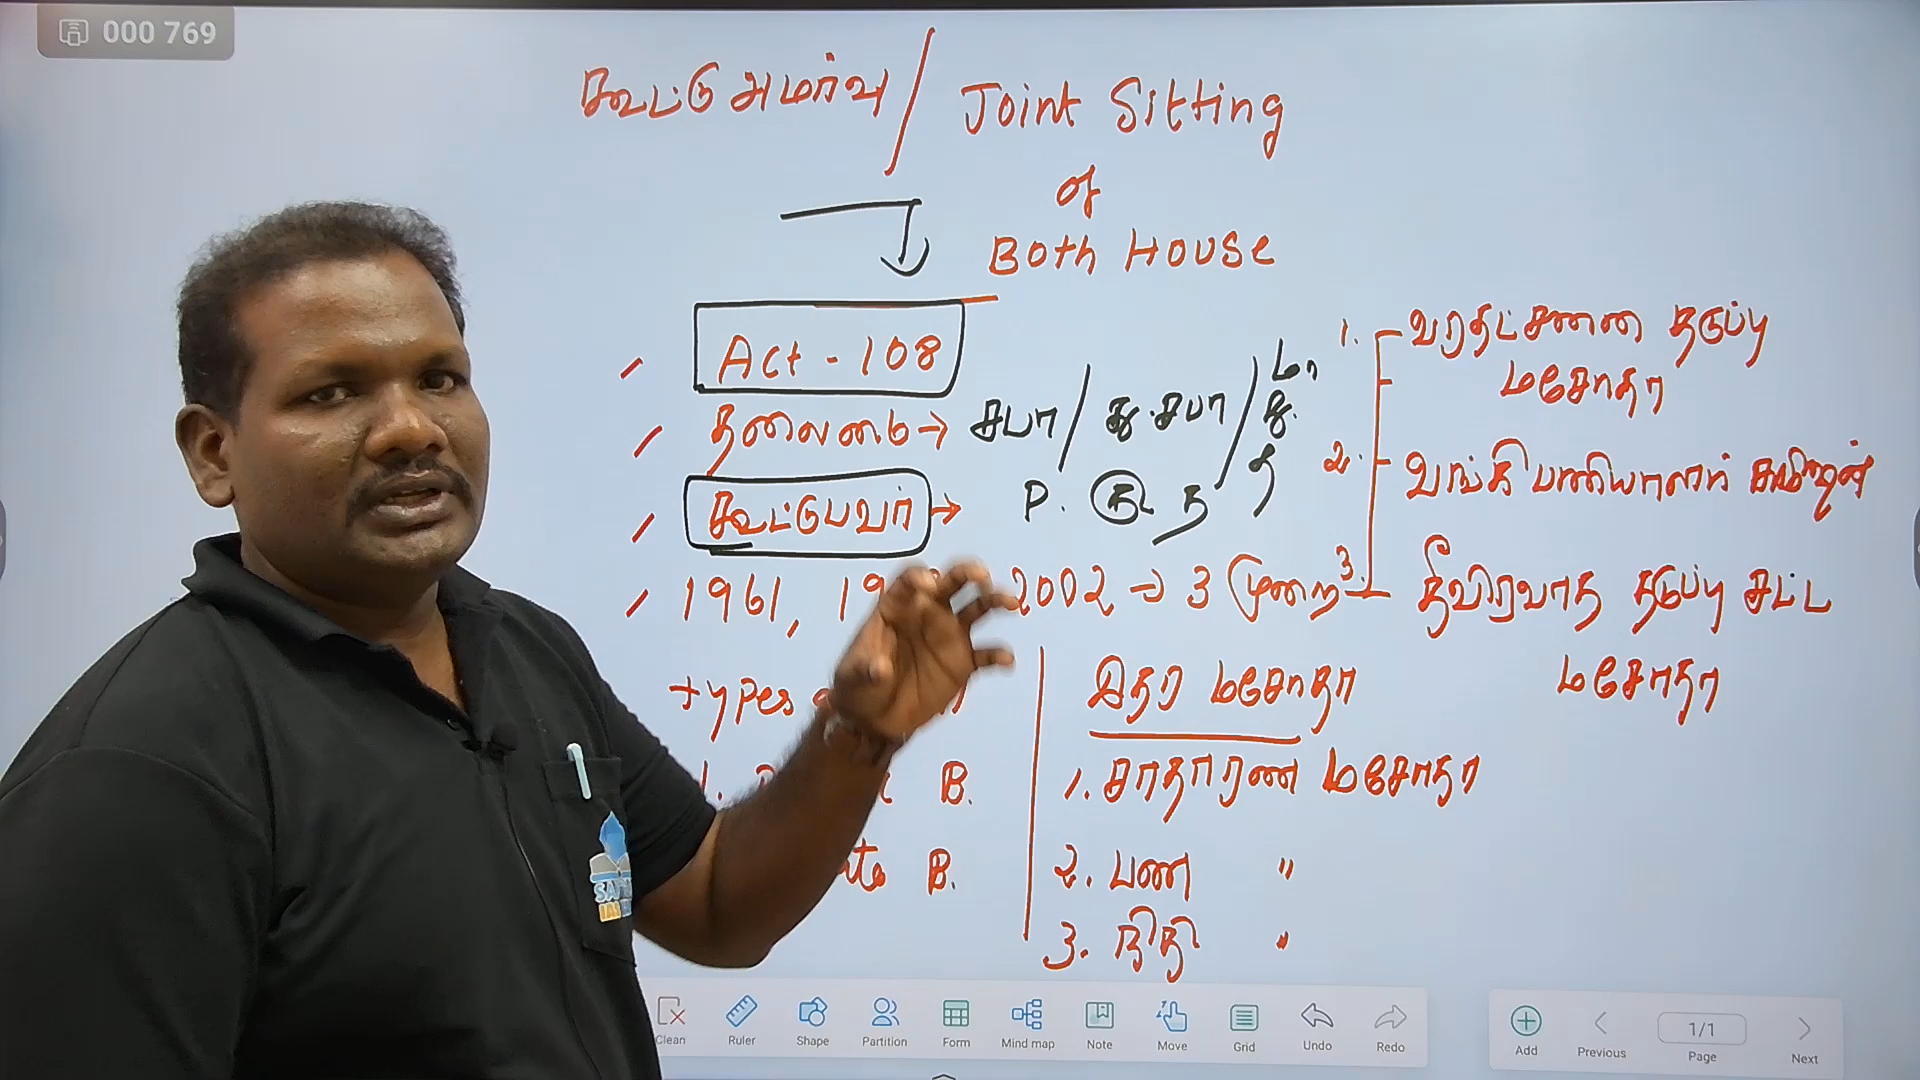 000 769
கூட்டு அமர்வு / Joint Sitting
of
Both House
Act - 108
தலைமை → சபா / து.சபா / மா
து.
தி
கூட்டுபவர் → P.
1961, 19 2002 → 3 முறை
1. வரதட்சணை தடுப்பு
மசோதா
2. வங்கி பணியாளர்
3. தீவிரவாத தடுப்பு சட்ட
மசோதா
types
1. B.
B.
இதர மசோதா
1. சாதாரண மசோதா
2. பண "
3. நிதி "
Clean Ruler Shape Partition Form Mind map Note Move Grid Undo Redo
Add Previous 1/1 Page Next